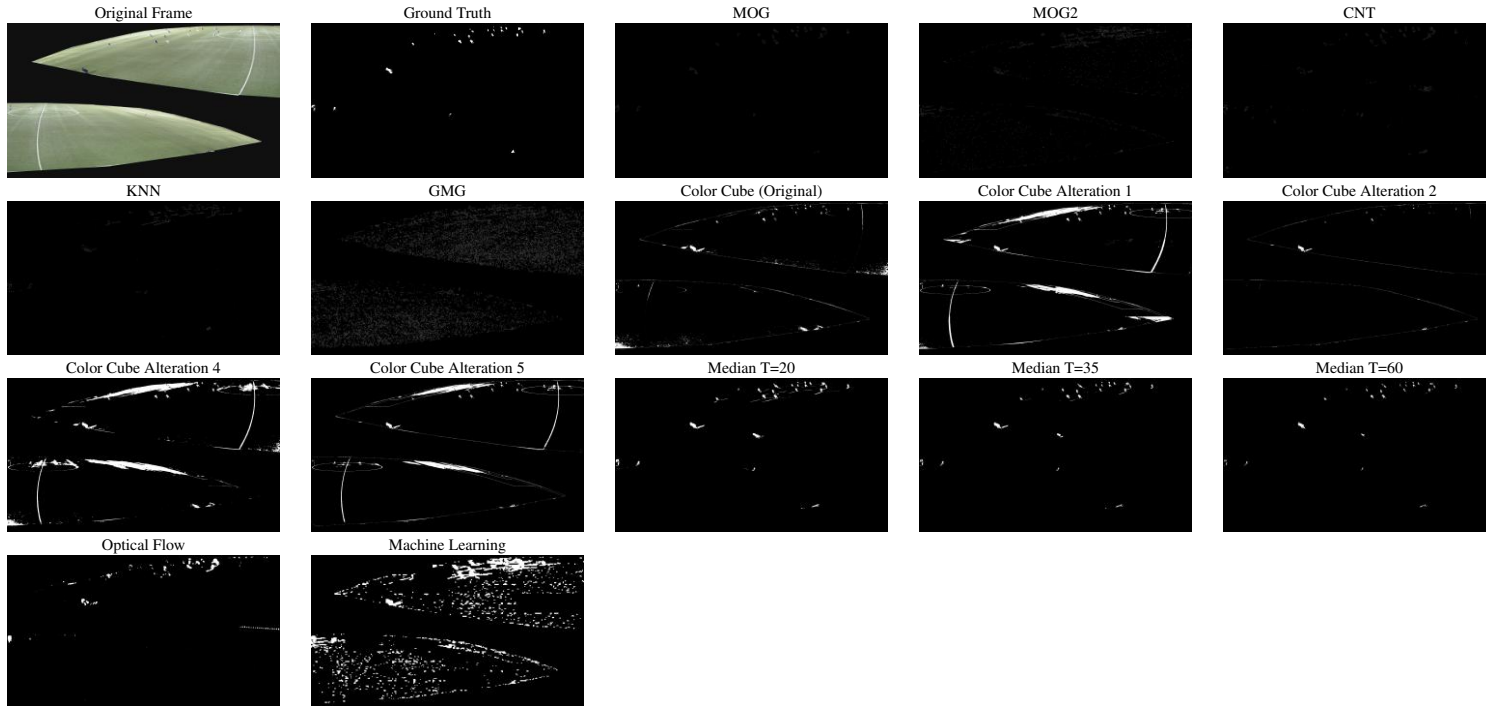 Original Frame
Ground Truth
MOG
MOG2
CNT
KNN
GMG
Color Cube (Original)
Color Cube Alteration 1
Color Cube Alteration 2
Color Cube Alteration 4
Color Cube Alteration 5
Median T=20
Median T=35
Median T=60
Optical Flow
Machine Learning